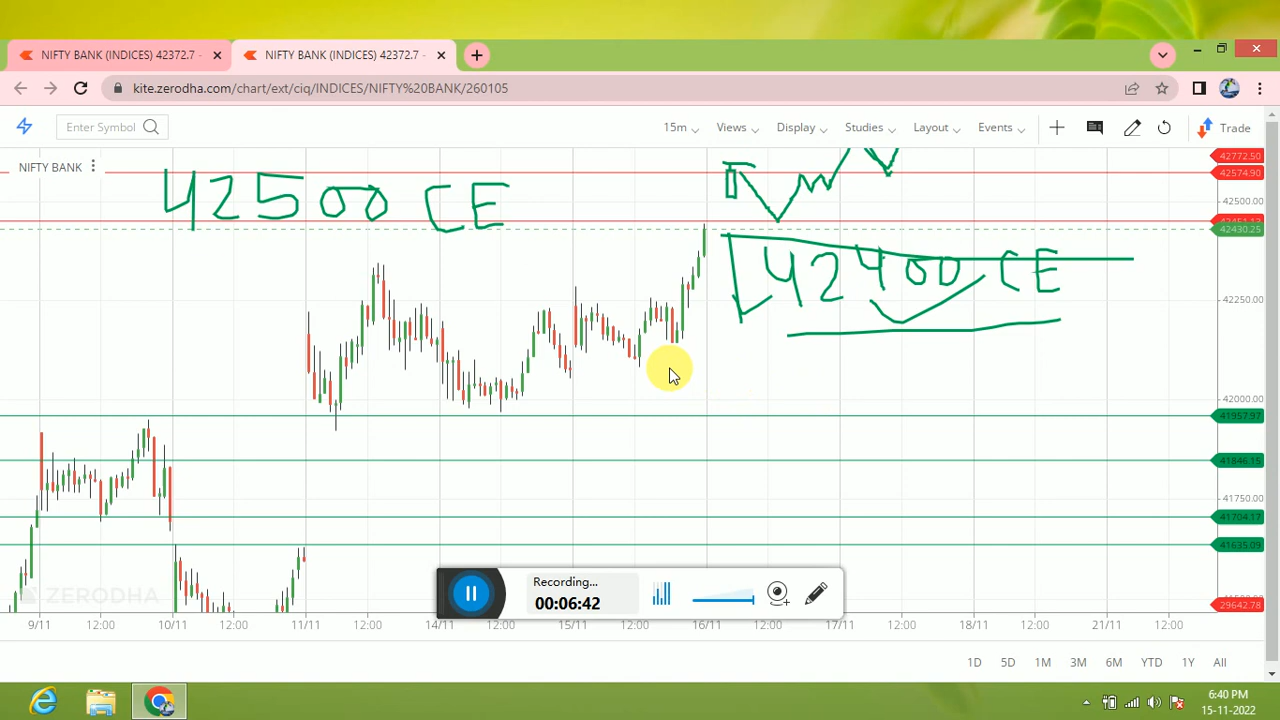 NIFTY BANK (INDICES) 42372.7 -
NIFTY BANK (INDICES) 42372.7 -
kite.zerodha.com/chart/ext/ciq/INDICES/NIFTY%20BANK/260105
Enter Symbol
15m Views Display Studies Layout Events Trade
NIFTY BANK
42772.50
42574.90
42500.00
42451.13
42430.25
42500 CE
42400 CE
42250.00
42000.00
41957.97
41846.15
41750.00
41704.17
41635.09
ZERODHA
29642.78
Recording...
00:06:42
9/11 12:00 10/11 12:00 11/11 12:00 14/11 12:00 15/11 12:00 16/11 12:00 17/11 12:00 18/11 12:00 21/11 12:00
1D 5D 1M 3M 6M YTD 1Y All
6:40 PM
15-11-2022